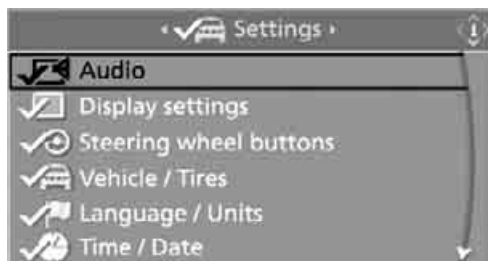 Settings
Audio
Display settings
Steering wheel buttons
Vehicle / Tires
Language / Units
Time / Date